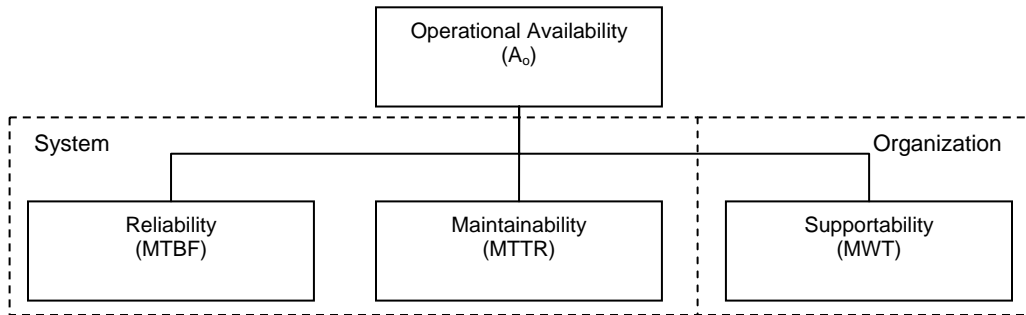 Operational Availability
(Aₒ)
System
Organization
Reliability
(MTBF)
Maintainability
(MTTR)
Supportability
(MWT)